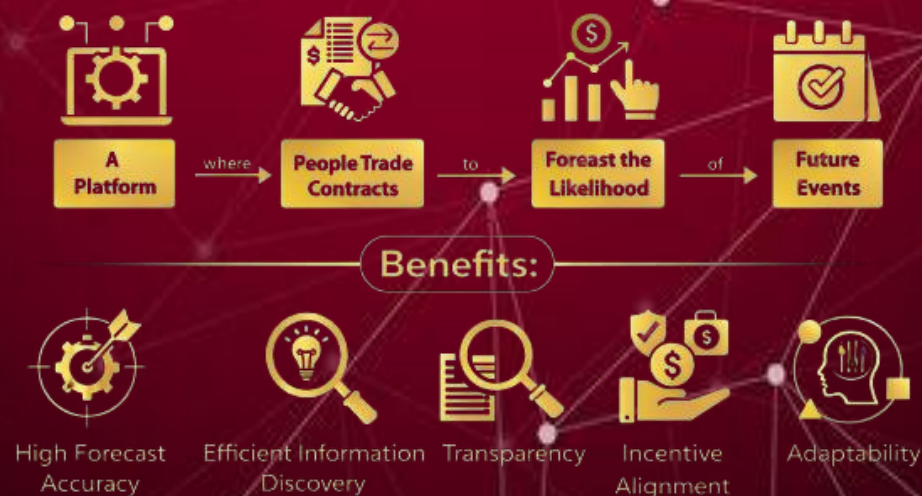 A
Platform
where
People Trade
Contracts
to
Foreast the
Likelihood
of
Future
Events
Benefits:
High Forecast
Accuracy
Efficient Information
Discovery
Transparency
Incentive
Alignment
Adaptability